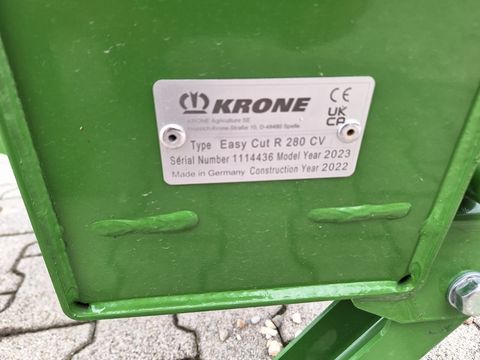 KRONE
CE
UK
CA
KRONE Agriculture SE
Heinrich-Krone-Straße 10, D-48480 Spelle
Type Easy Cut R 280 CV
Sérial Number 1114436 Model Year 2023
Made in Germany Construction Year 2022